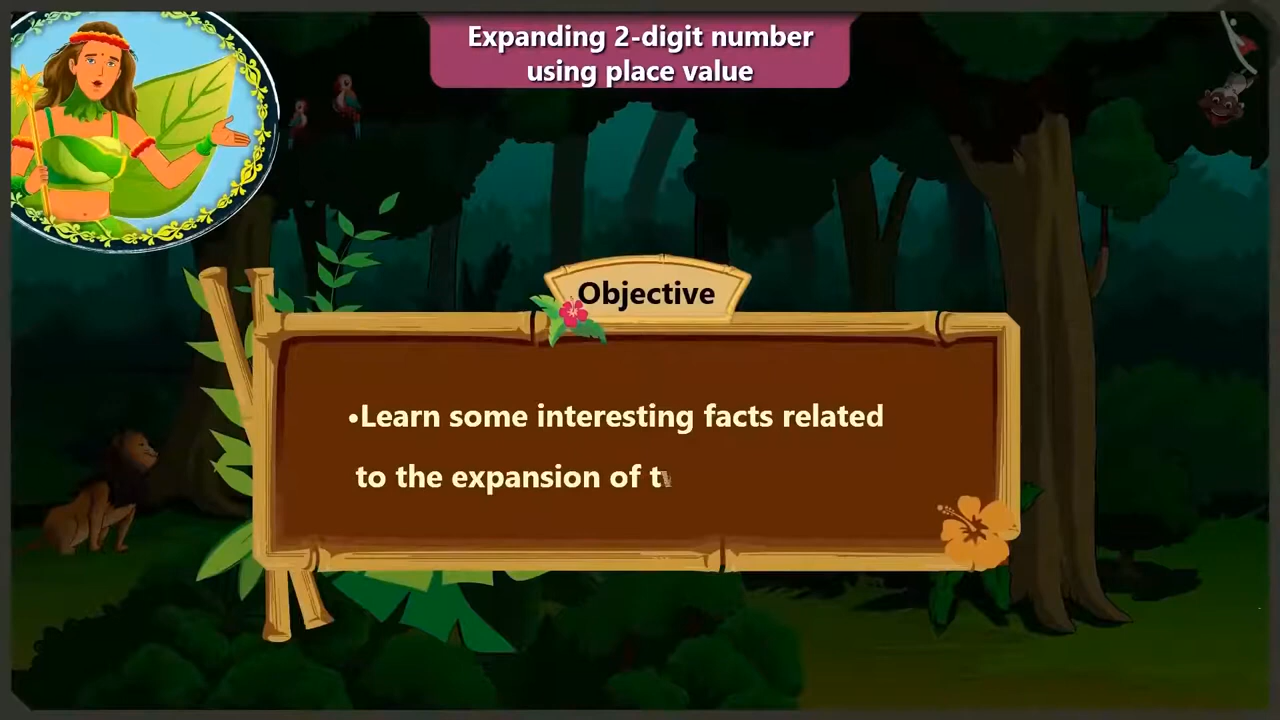 Expanding 2-digit number
using place value
Objective
•Learn some interesting facts related
to the expansion of